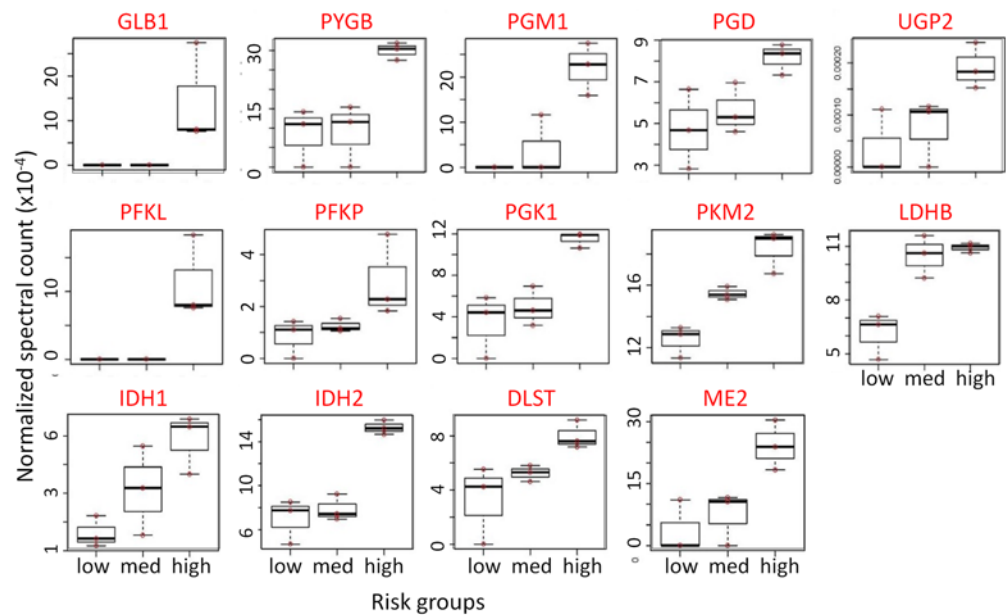 GLB1 PYGB PGM1 PGD UGP2
0 10 20
0 15 30
0 10 20
3 5 7 9
0.00000 0.00010 0.00020
Normalized spectral count (x10-4)
PFKL PFKP PGK1 PKM2 LDHB
0 10
0 1 2 4
0 4 8 12
12 14 16
5 8 11
low med high
IDH1 IDH2 DLST ME2
1 3 6
6 8 10 14
0 4 8
0 15 30
0
low med high low med high low med high low med high
Risk groups